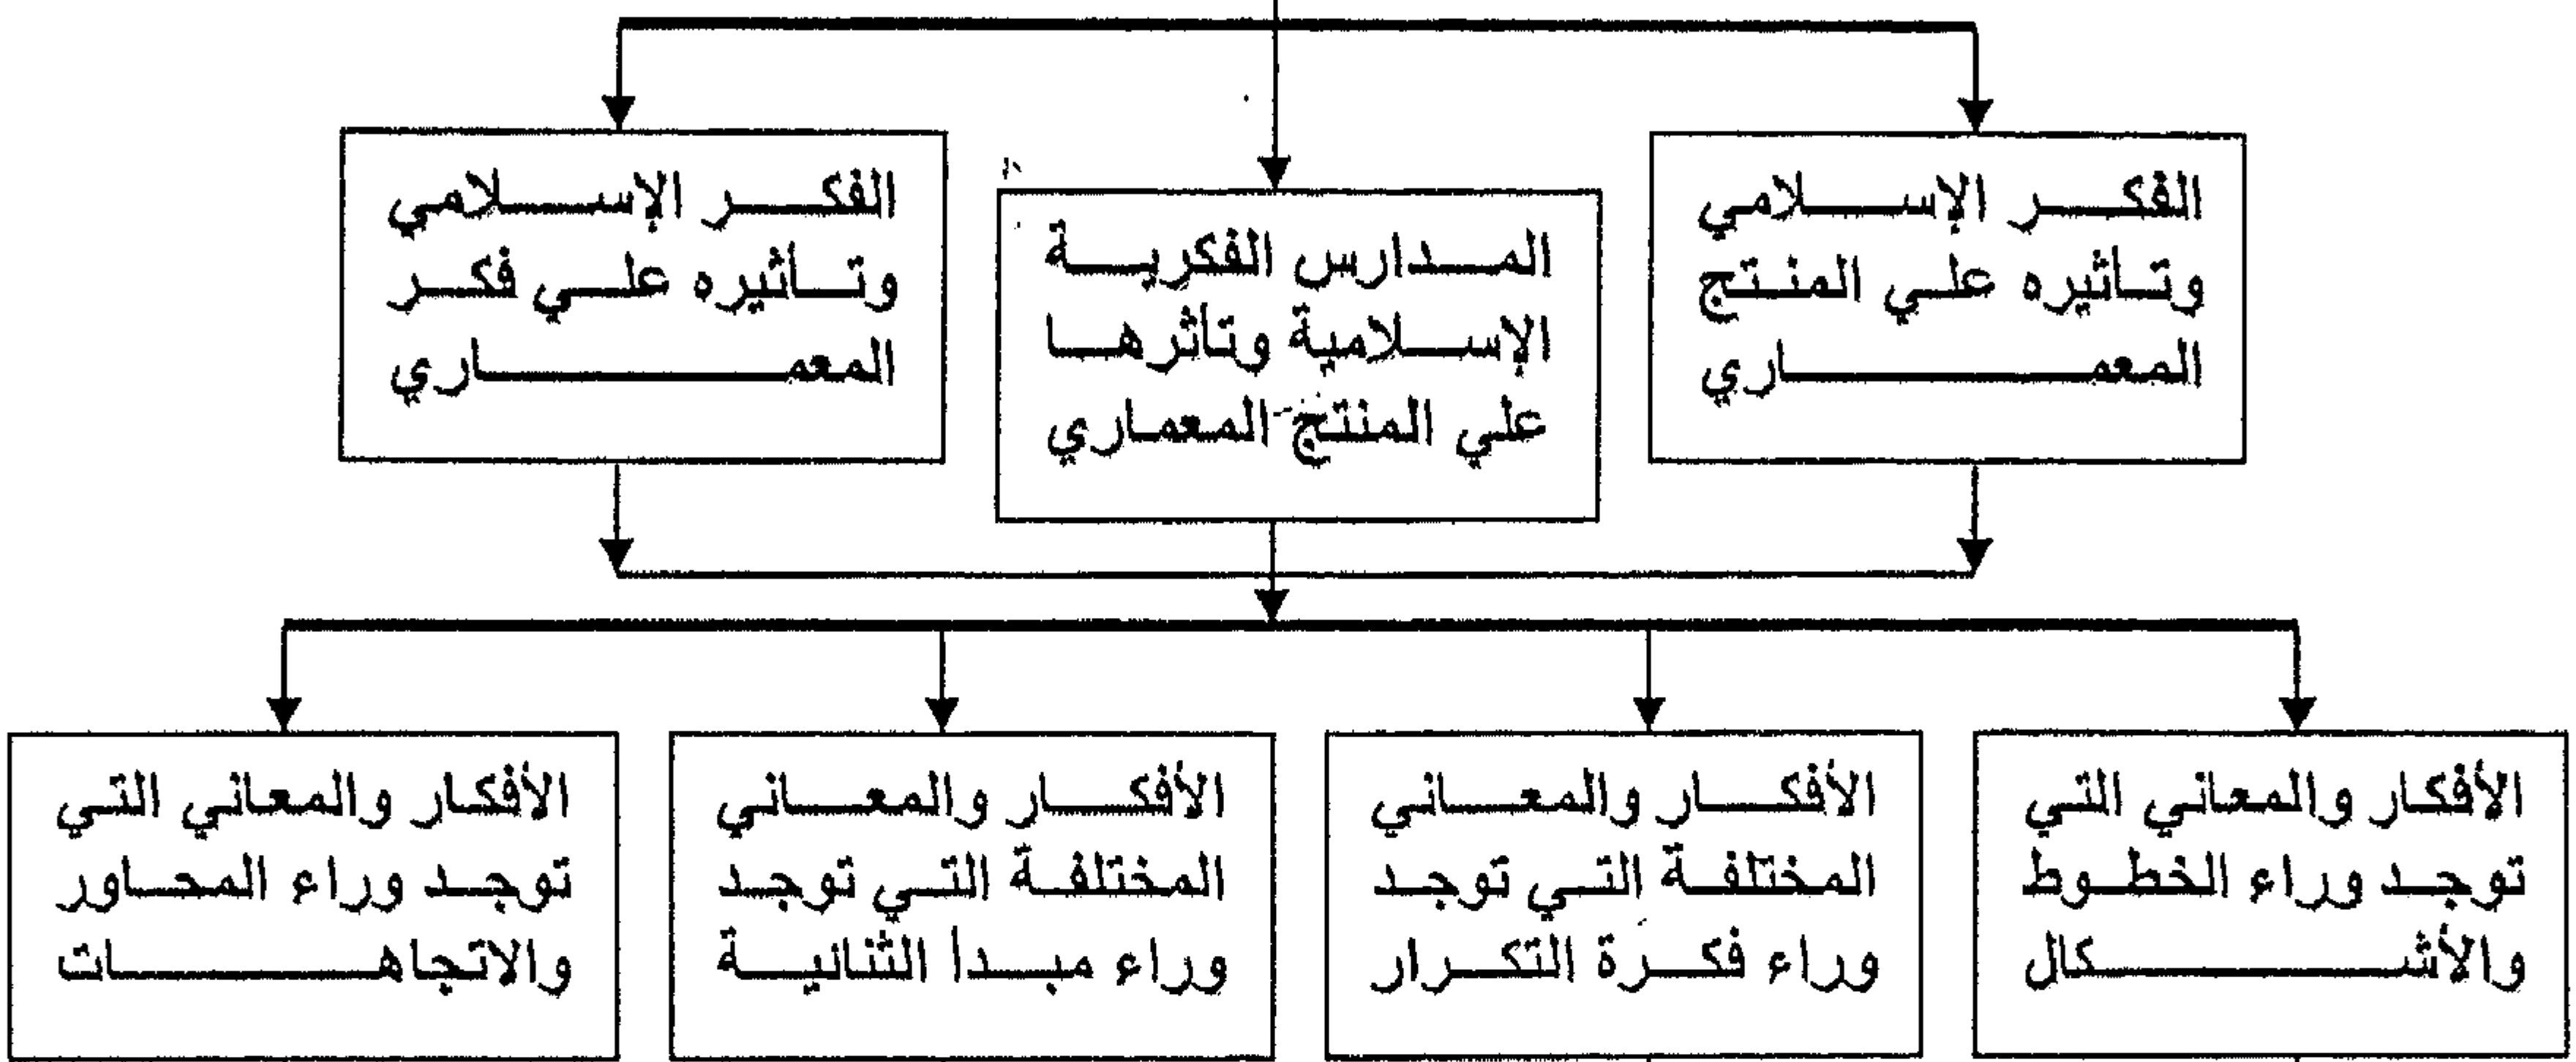 الفكر الإسلامي
وتأثيره علي المنتج
المعماري
المدارس الفكرية
الإسلامية وتأثرها
علي المنتج المعماري
الفكر الإسلامي
وتأثيره علي فكر
المعماري
الأفكار والمعاني التي
توجد وراء الخطوط
والأشكال
الأفكار والمعاني
المختلفة التي توجد
وراء فكرة التكرار
الأفكار والمعاني
المختلفة التي توجد
وراء مبدأ الثنائية
الأفكار والمعاني التي
توجد وراء المحاور
والاتجاهات